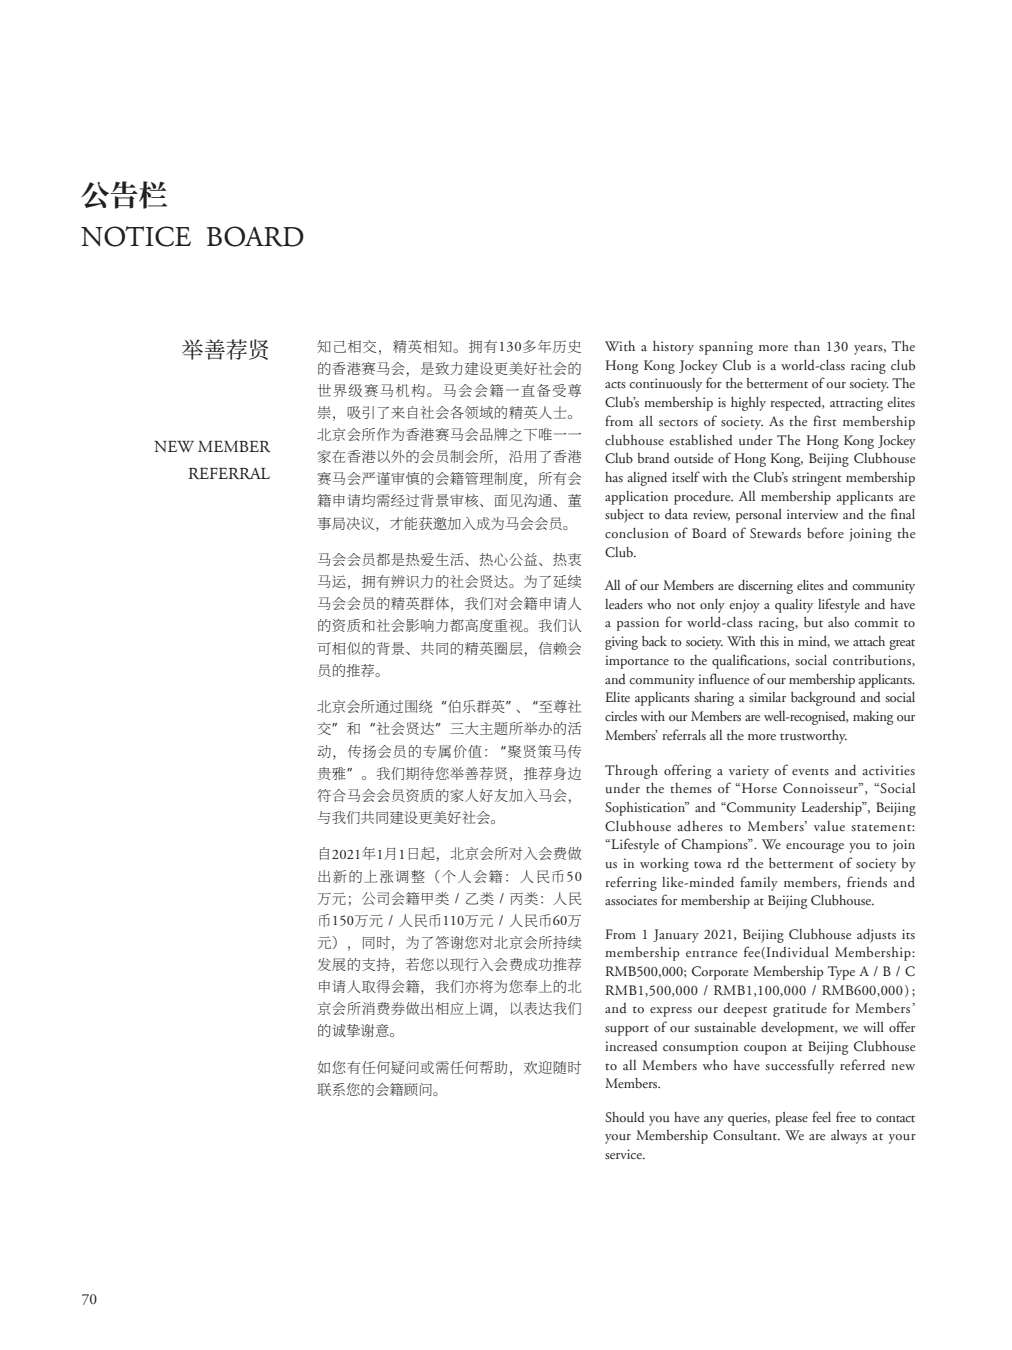 公告栏
NOTICE BOARD
举善荐贤
NEW MEMBER
REFERRAL
知己相交，精英相知。拥有130多年历史
的香港赛马会，是致力建设更美好社会的
世界级赛马机构。马会会籍一直备受尊
崇，吸引了来自社会各领域的精英人士。
北京会所作为香港赛马会品牌之下唯一一
家在香港以外的会员制会所，沿用了香港
赛马会严谨审慎的会籍管理制度，所有会
籍申请均需经过背景审核、面见沟通、董
事局决议，才能获邀加入成为马会会员。
马会会员都是热爱生活、热心公益、热衷
马运，拥有辨识力的社会贤达。为了延续
马会会员的精英群体，我们对会籍申请人
的资质和社会影响力都高度重视。我们认
可相似的背景、共同的精英圈层，信赖会
员的推荐。
北京会所通过围绕“伯乐群英”、“至尊社
交”和“社会贤达”三大主题所举办的活
动，传扬会员的专属价值：“聚贤策马传
贵雅”。我们期待您举善荐贤，推荐身边
符合马会会员资质的家人好友加入马会，
与我们共同建设更美好社会。
自2021年1月1日起，北京会所对入会费做
出新的上涨调整（个人会籍：人民币50
万元；公司会籍甲类 / 乙类 / 丙类：人民
币150万元 / 人民币110万元 / 人民币60万
元），同时，为了答谢您对北京会所持续
发展的支持，若您以现行入会费成功推荐
申请人取得会籍，我们亦将为您奉上的北
京会所消费券做出相应上调，以表达我们
的诚挚谢意。
如您有任何疑问或需任何帮助，欢迎随时
联系您的会籍顾问。
With a history spanning more than 130 years, The
Hong Kong Jockey Club is a world-class racing club
acts continuously for the betterment of our society. The
Club’s membership is highly respected, attracting elites
from all sectors of society. As the first membership
clubhouse established under The Hong Kong Jockey
Club brand outside of Hong Kong, Beijing Clubhouse
has aligned itself with the Club’s stringent membership
application procedure. All membership applicants are
subject to data review, personal interview and the final
conclusion of Board of Stewards before joining the
Club.
All of our Members are discerning elites and community
leaders who not only enjoy a quality lifestyle and have
a passion for world-class racing, but also commit to
giving back to society. With this in mind, we attach great
importance to the qualifications, social contributions,
and community influence of our membership applicants.
Elite applicants sharing a similar background and social
circles with our Members are well-recognised, making our
Members’ referrals all the more trustworthy.
Through offering a variety of events and activities
under the themes of “Horse Connoisseur”, “Social
Sophistication” and “Community Leadership”, Beijing
Clubhouse adheres to Members’ value statement:
“Lifestyle of Champions”. We encourage you to join
us in working towa rd the betterment of society by
referring like-minded family members, friends and
associates for membership at Beijing Clubhouse.
From 1 January 2021, Beijing Clubhouse adjusts its
membership entrance fee(Individual Membership:
RMB500,000; Corporate Membership Type A / B / C
RMB1,500,000 / RMB1,100,000 / RMB600,000);
and to express our deepest gratitude for Members’
support of our sustainable development, we will offer
increased consumption coupon at Beijing Clubhouse
to all Members who have successfully referred new
Members.
Should you have any queries, please feel free to contact
your Membership Consultant. We are always at your
service.
70